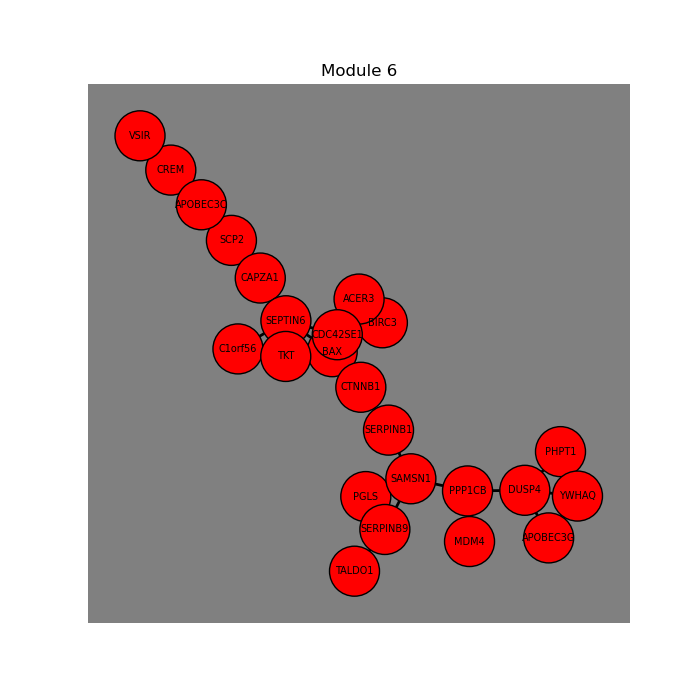 Module 6
VSIR
CREM
APOBEC3C
SCP2
CAPZA1
ACER3
SEPTIN6
BIRC3
CDC42SE1
C1orf56
TKT
BAX
CTNNB1
SERPINB1
PHPT1
SAMSN1
PPP1CB
DUSP4
YWHAQ
PGLS
SERPINB9
MDM4
TALDO1